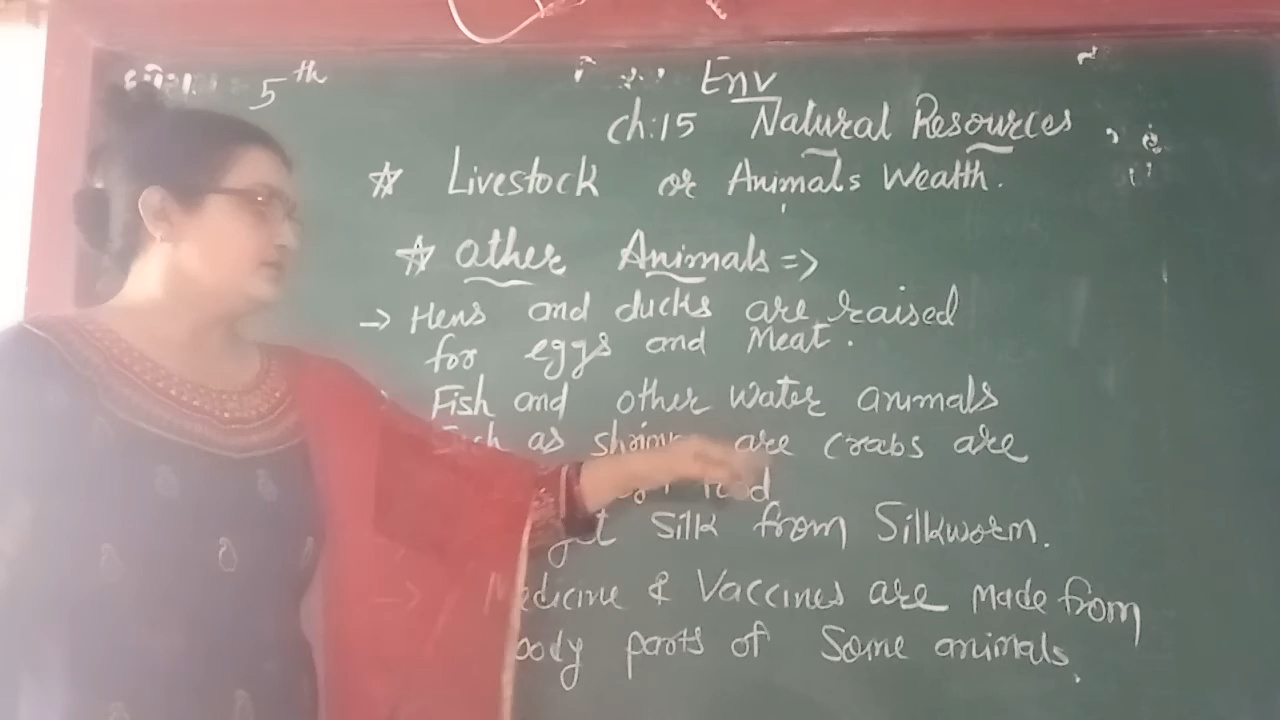 5th
Env
ch:15 Natural Resources
☆ Livestock or Animals Wealth.
☆ other Animals =>
→ Hens and ducks are raised
for eggs and Meat.
Fish and other water animals
as are crabs are
Silk from Silkworm.
Medicine & Vaccines are made from
body parts of Some animals.